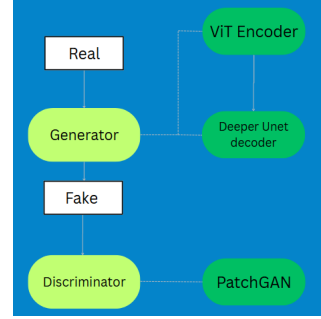 ViT Encoder
Real
Generator
Deeper Unet
decoder
Fake
Discriminator
PatchGAN